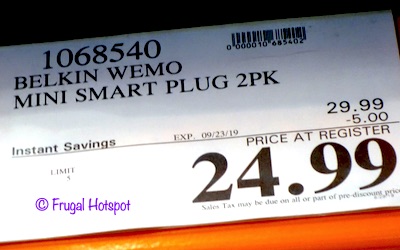 1068540
0000010685402
BELKIN WEMO
MINI SMART PLUG 2PK
29.99
Instant Savings
EXP. 09/23/19
-5.00
PRICE AT REGISTER
LIMIT
5
24.99
Sales Tax may be due on all or part of pre-discount price
© Frugal Hotspot